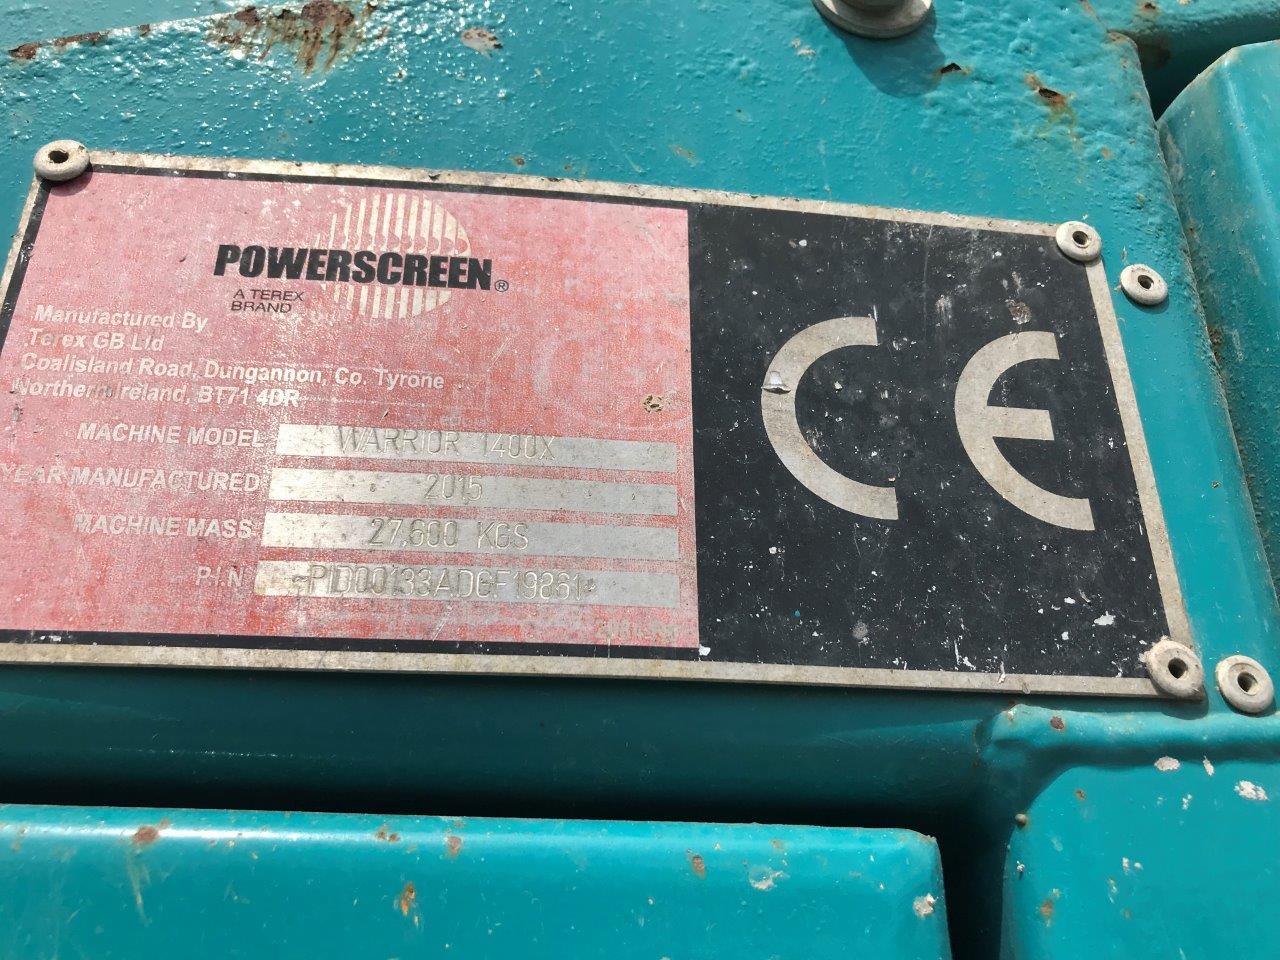 POWERSCREEN®
A TEREX
BRAND
Manufactured By
Terex GB Ltd
Coalisland Road, Dungannon, Co. Tyrone
Northern Ireland, BT71 4DR
MACHINE MODEL WARRIOR 1400X
YEAR MANUFACTURED 2015
MACHINE MASS 27,600 KGS
P.I.N PID00133ADGF19861
CE